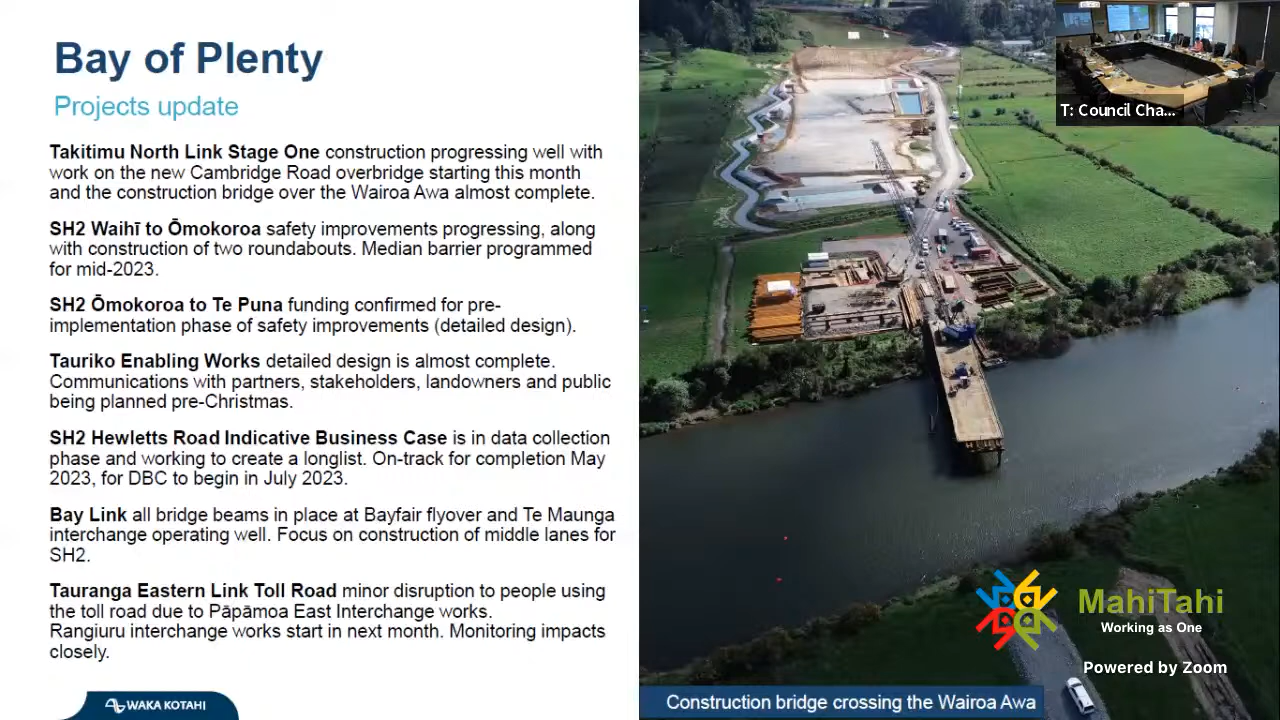 Bay of Plenty
Projects update
Takitimu North Link Stage One construction progressing well with
work on the new Cambridge Road overbridge starting this month
and the construction bridge over the Wairoa Awa almost complete.
SH2 Waihī to Ōmokoroa safety improvements progressing, along
with construction of two roundabouts. Median barrier programmed
for mid-2023.
SH2 Ōmokoroa to Te Puna funding confirmed for pre-
implementation phase of safety improvements (detailed design).
Tauriko Enabling Works detailed design is almost complete.
Communications with partners, stakeholders, landowners and public
being planned pre-Christmas.
SH2 Hewletts Road Indicative Business Case is in data collection
phase and working to create a longlist. On-track for completion May
2023, for DBC to begin in July 2023.
Bay Link all bridge beams in place at Bayfair flyover and Te Maunga
interchange operating well. Focus on construction of middle lanes for
SH2.
Tauranga Eastern Link Toll Road minor disruption to people using
the toll road due to Pāpāmoa East Interchange works.
Rangiuru interchange works start in next month. Monitoring impacts
closely.
WAKA KOTAHI
T: Council Cha...
MahiTahi
Working as One
Powered by Zoom
Construction bridge crossing the Wairoa Awa